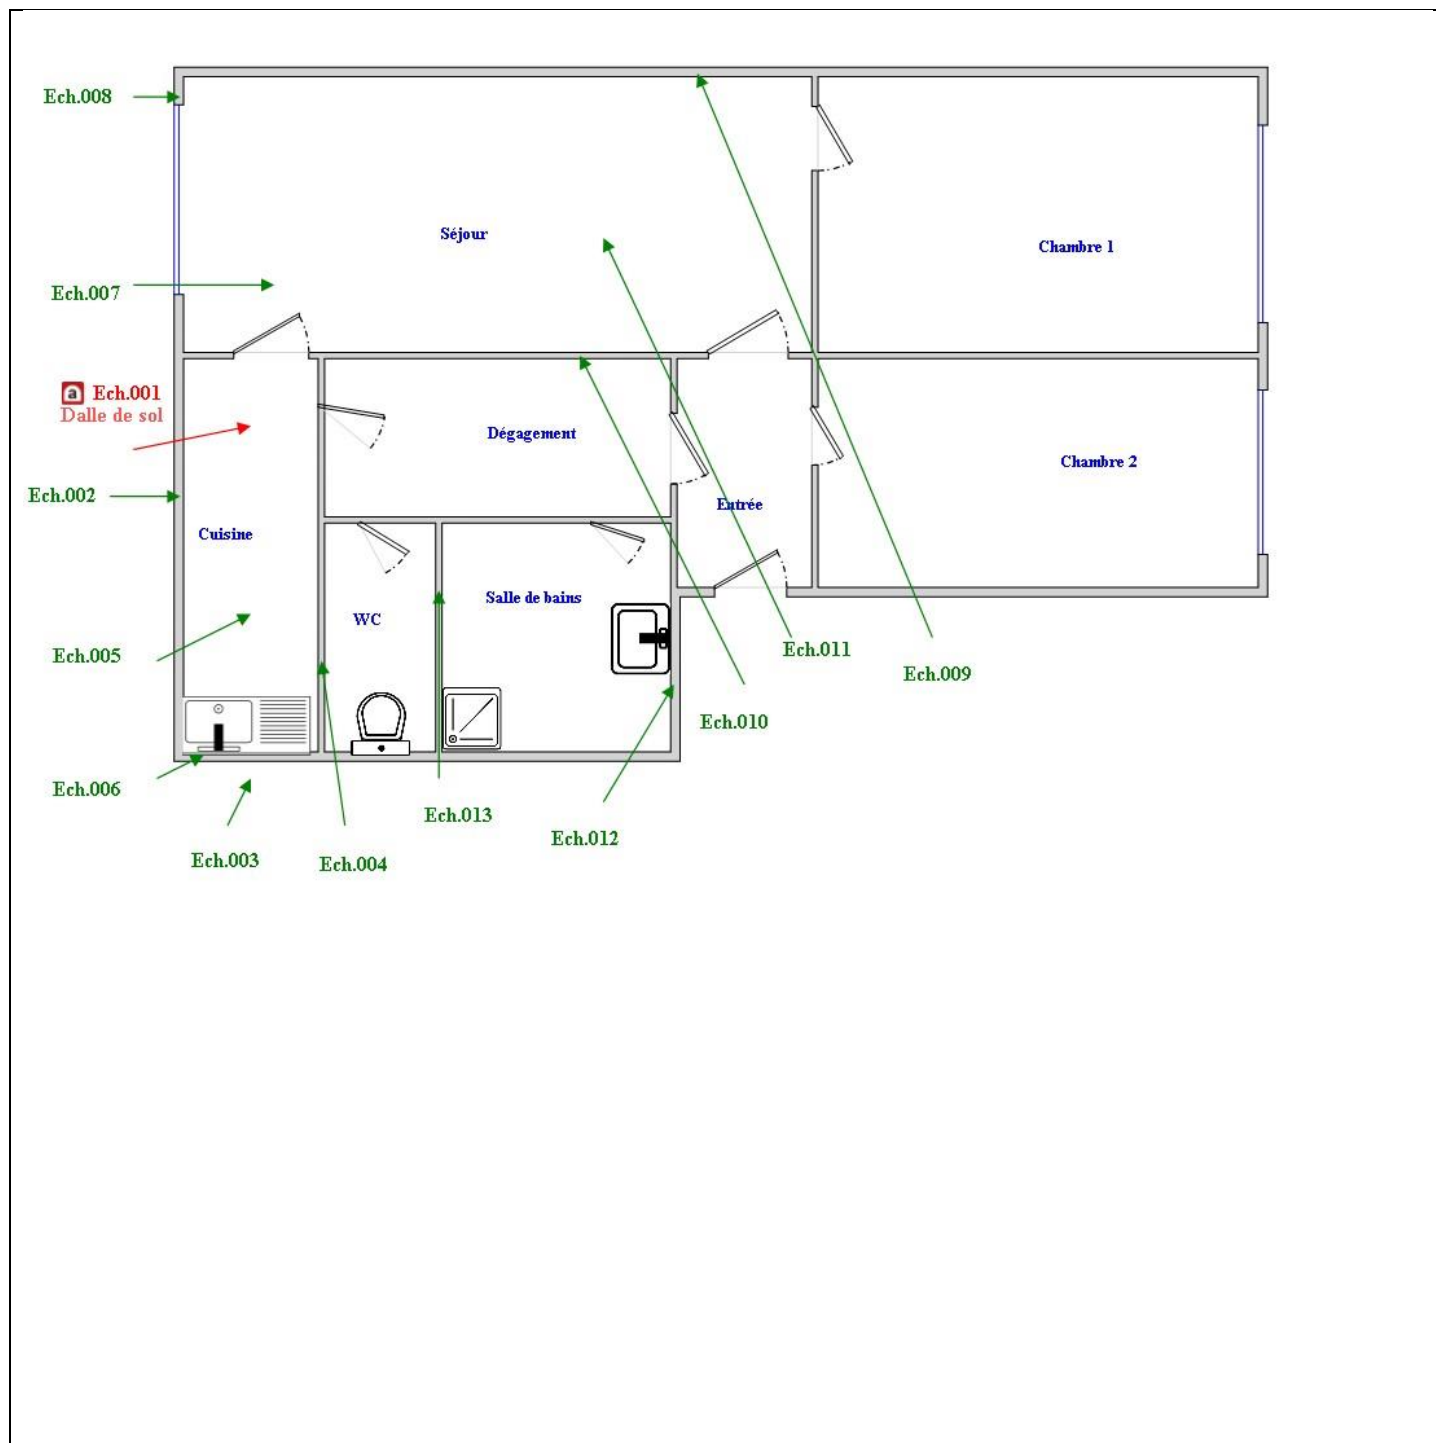 Ech.008
Séjour
Chambre 1
Ech.007
a Ech.001
Dalle de sol
Dégagement
Chambre 2
Ech.002
Entrée
Cuisine
Salle de bains
WC
Ech.005
Ech.011
Ech.009
Ech.010
Ech.006
Ech.013
Ech.012
Ech.003
Ech.004